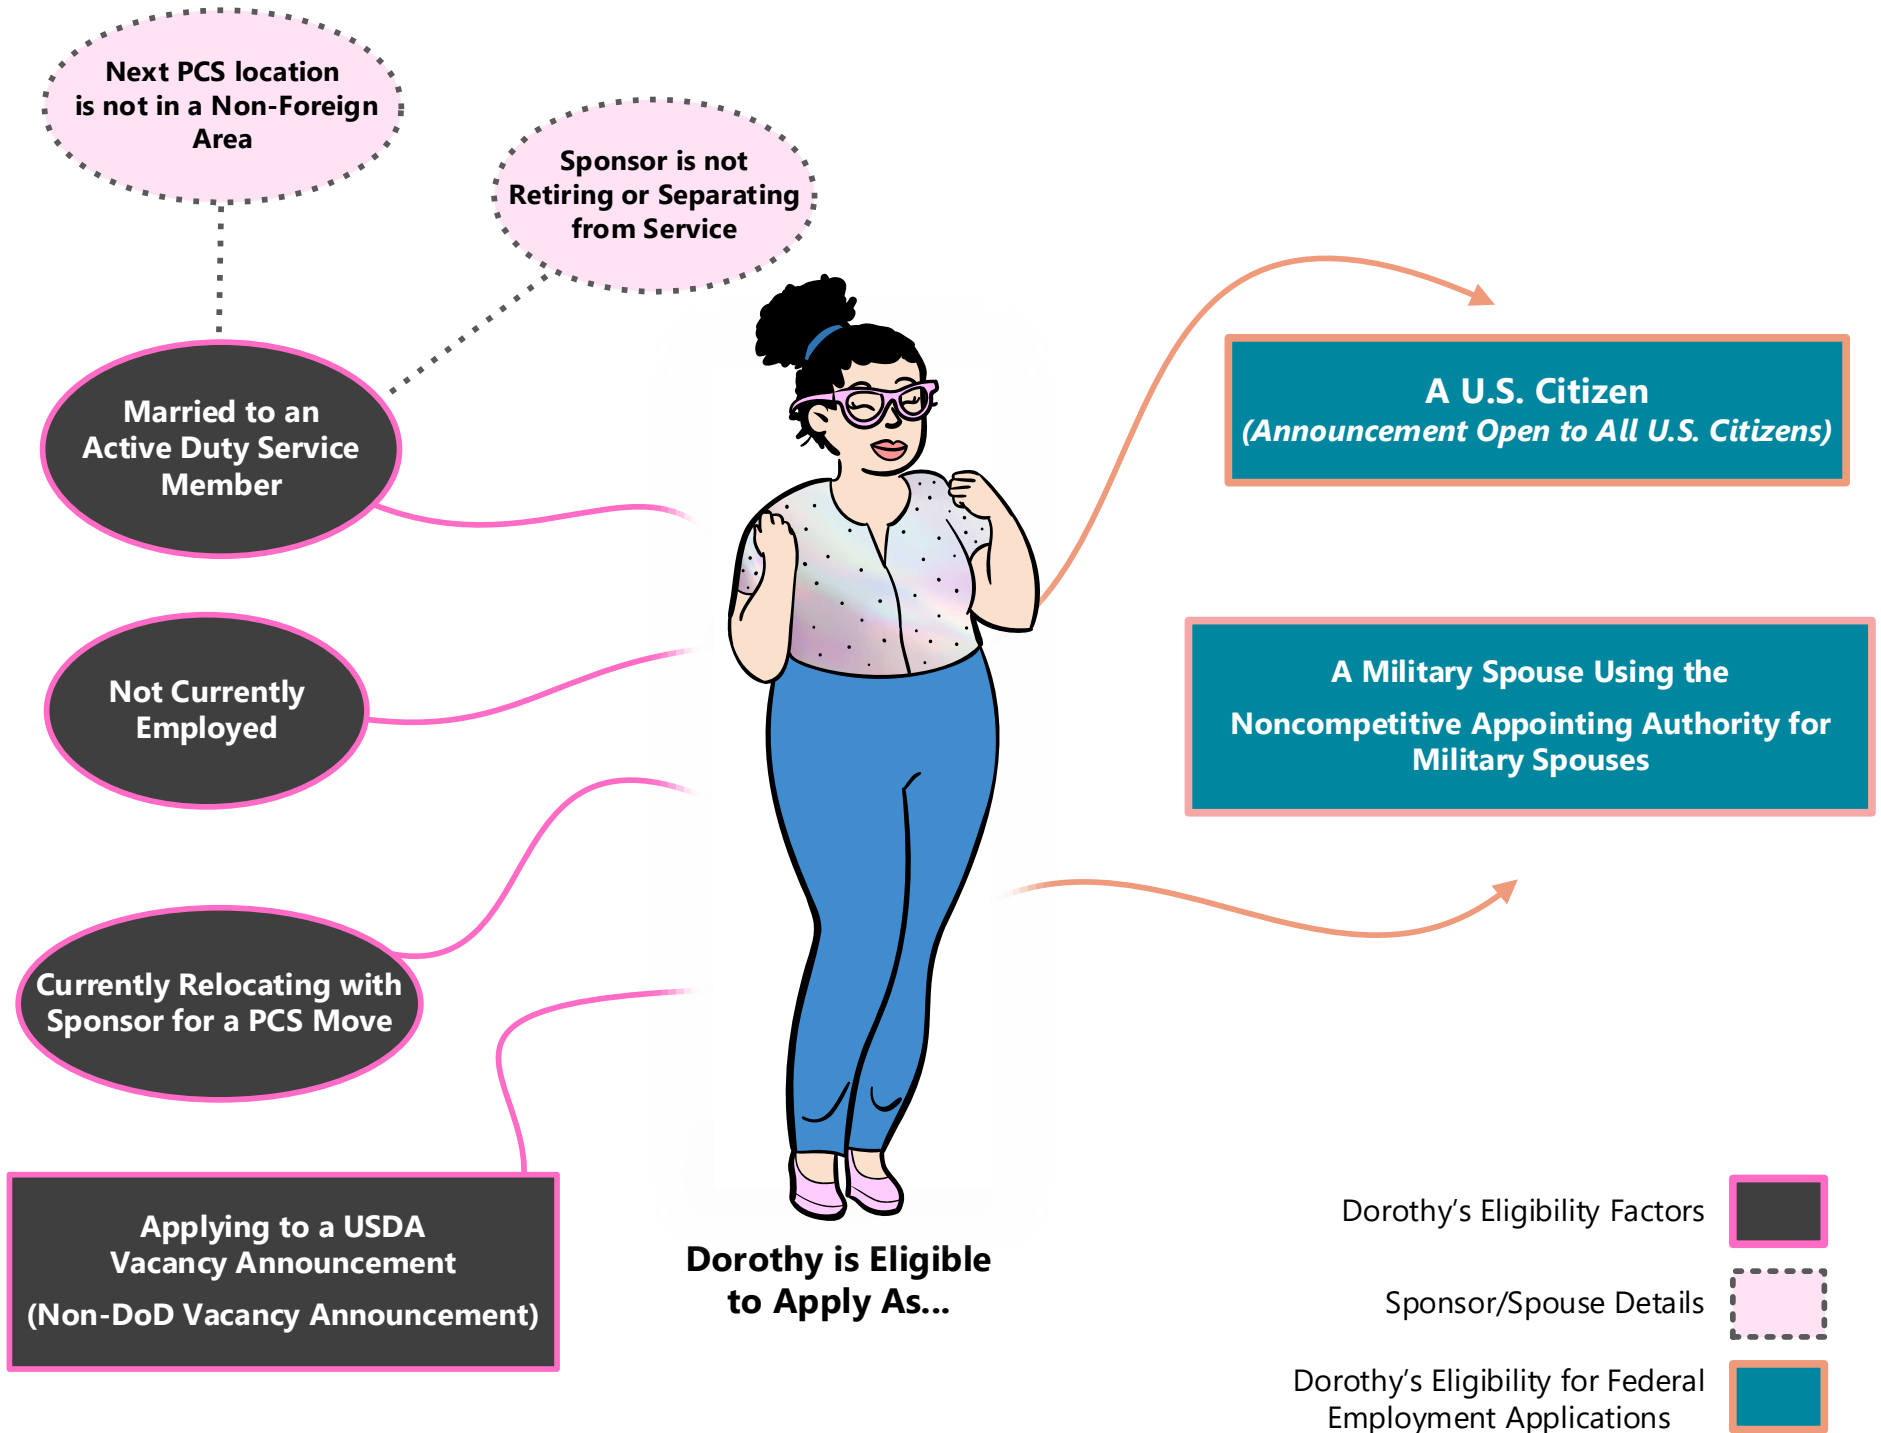 Next PCS location
is not in a Non-Foreign
Area
Sponsor is not
Retiring or Separating
from Service
Married to an
Active Duty Service
Member
Not Currently
Employed
Currently Relocating with
Sponsor for a PCS Move
Applying to a USDA
Vacancy Announcement
(Non-DoD Vacancy Announcement)
Dorothy is Eligible
to Apply As...
A U.S. Citizen
(Announcement Open to All U.S. Citizens)
A Military Spouse Using the
Noncompetitive Appointing Authority for
Military Spouses
Dorothy’s Eligibility Factors
Sponsor/Spouse Details
Dorothy’s Eligibility for Federal
Employment Applications